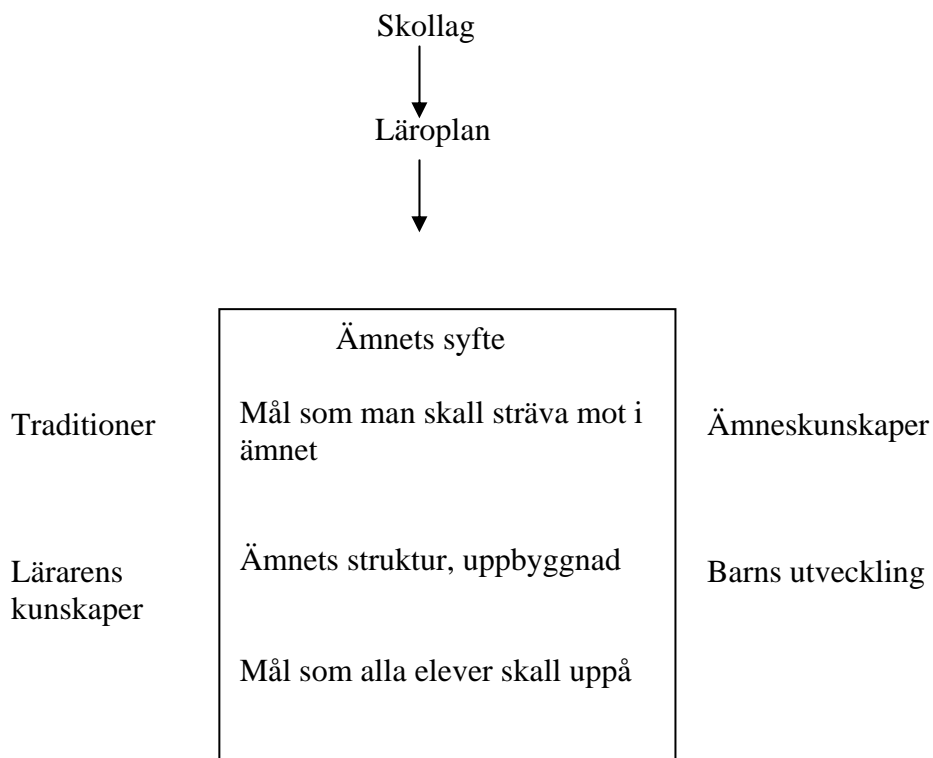 Skollag
Läroplan
Ämnets syfte
Traditioner
Mål som man skall sträva mot i
ämnet
Ämneskunskaper
Lärarens
kunskaper
Ämnets struktur, uppbyggnad
Barns utveckling
Mål som alla elever skall uppå